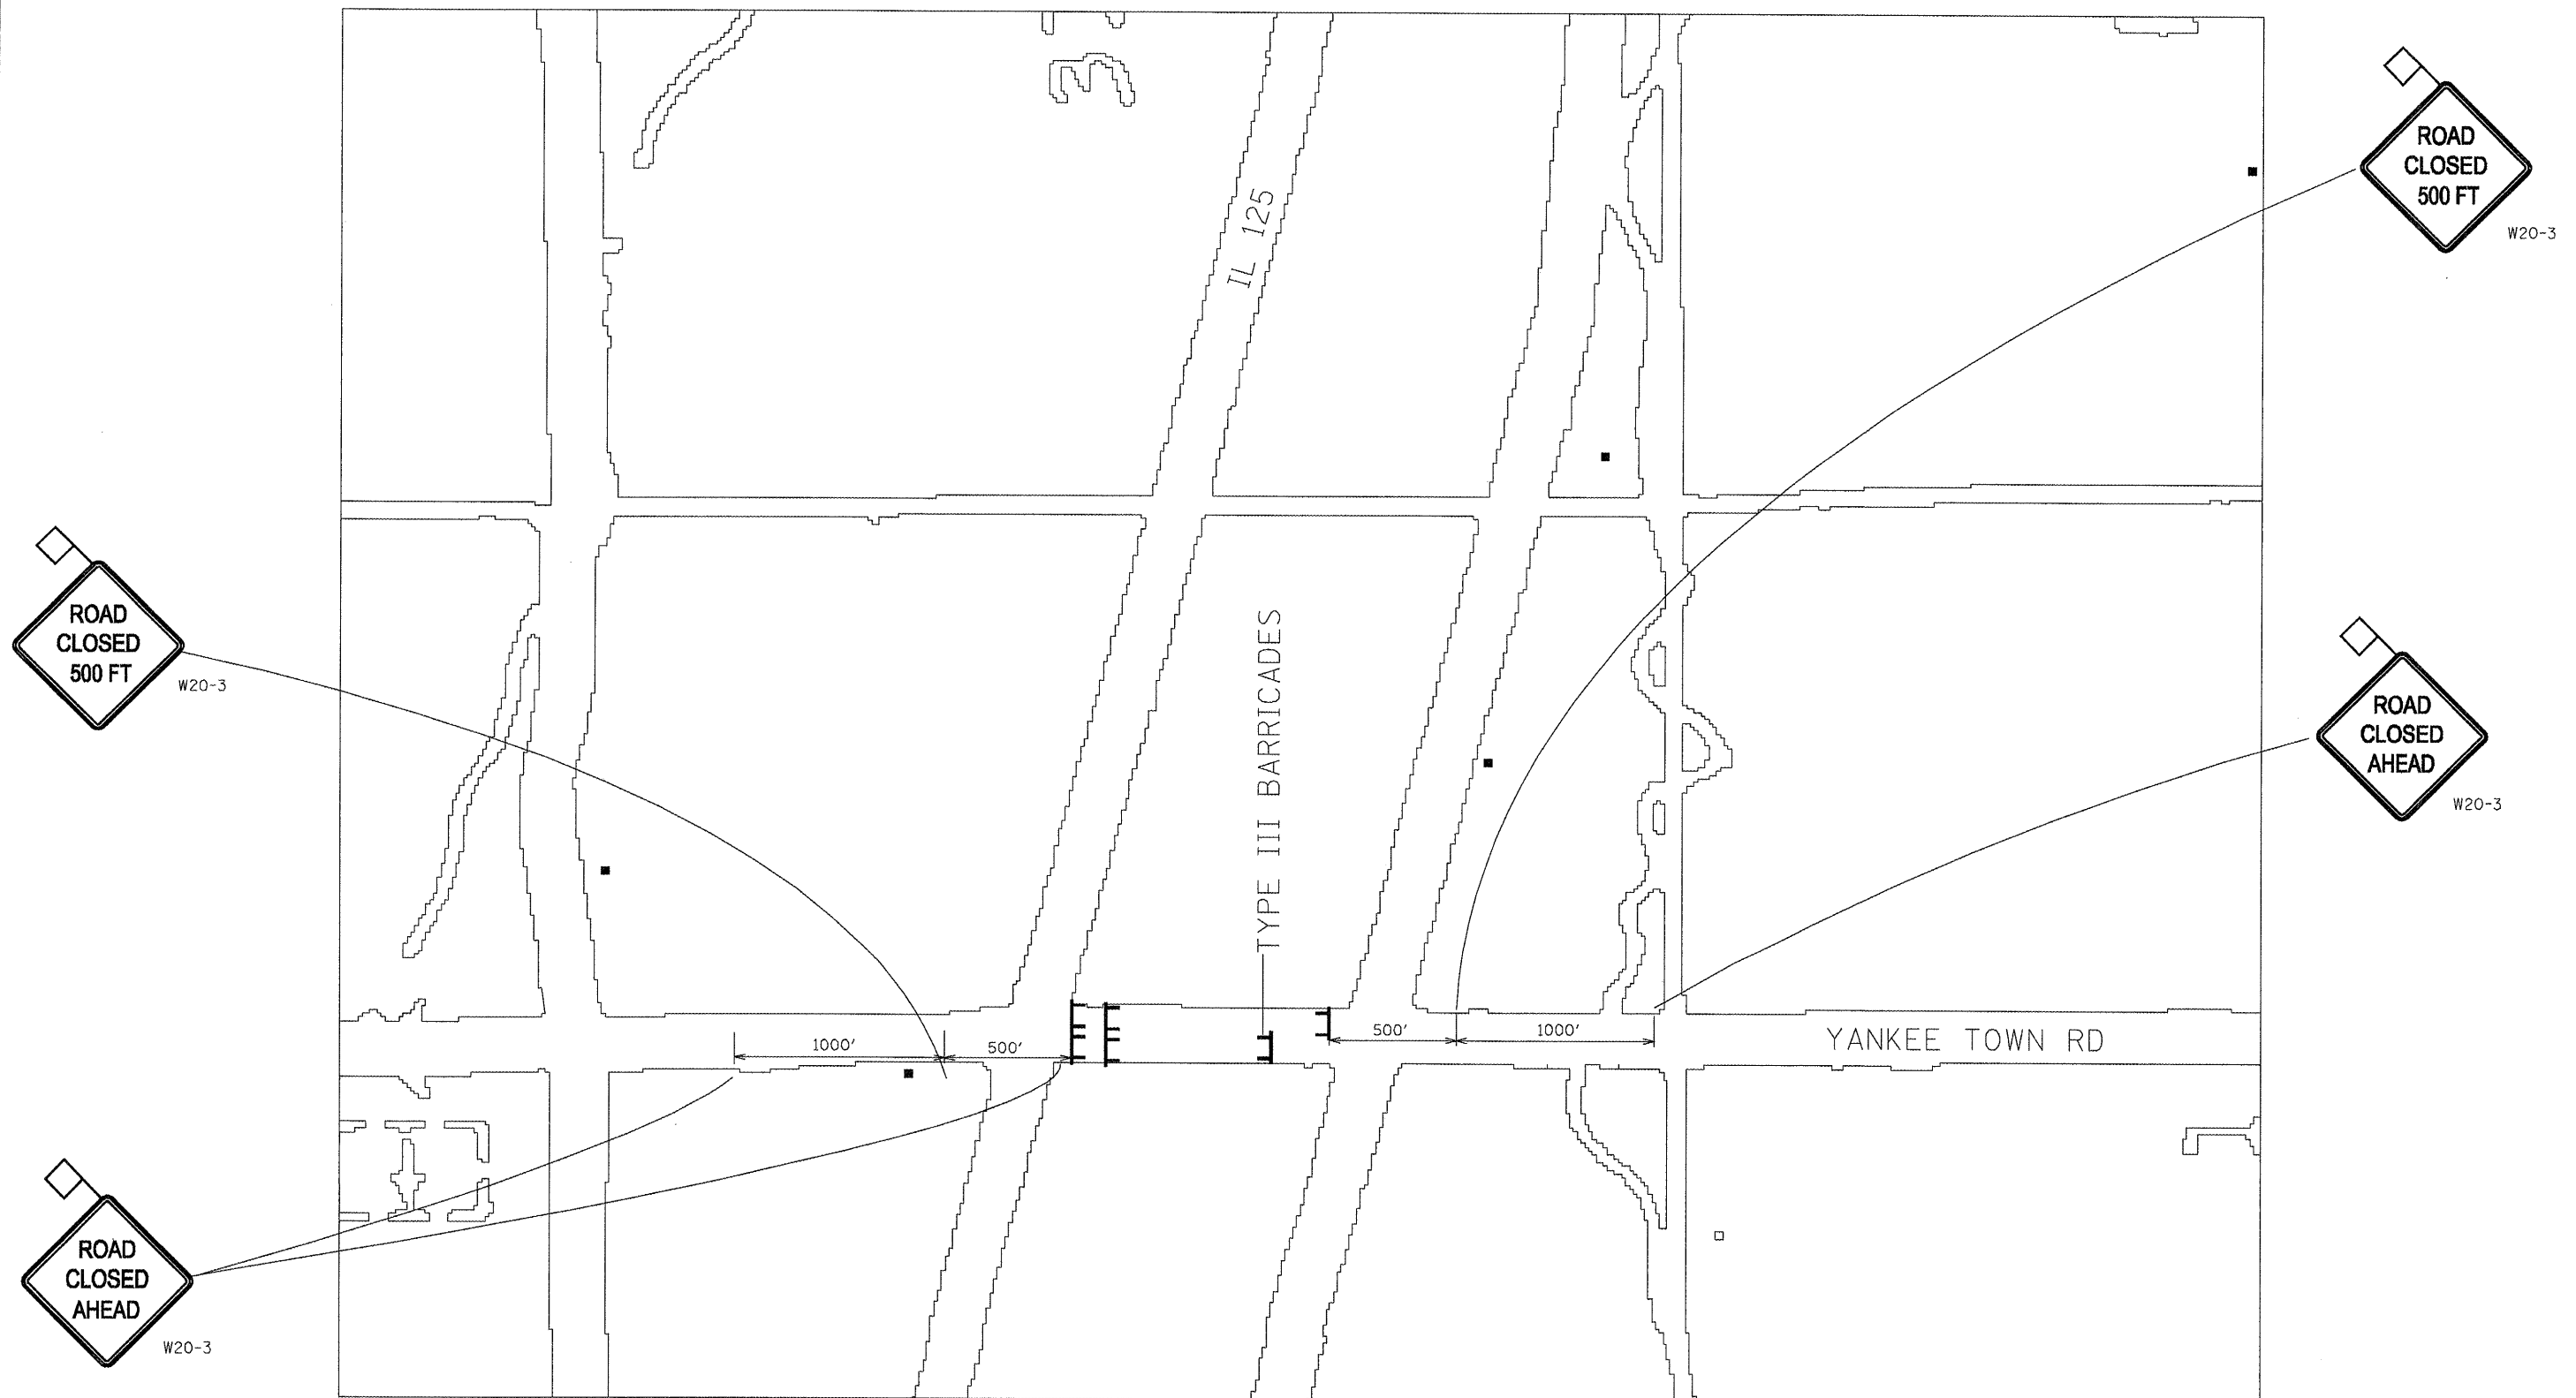 ROAD
CLOSED
500 FT
W20-3
IL 125
ROAD
CLOSED
500 FT
W20-3
TYPE III BARRICADES
ROAD
CLOSED
AHEAD
W20-3
1000'
500'
500'
1000'
YANKEE TOWN RD
ROAD
CLOSED
AHEAD
W20-3